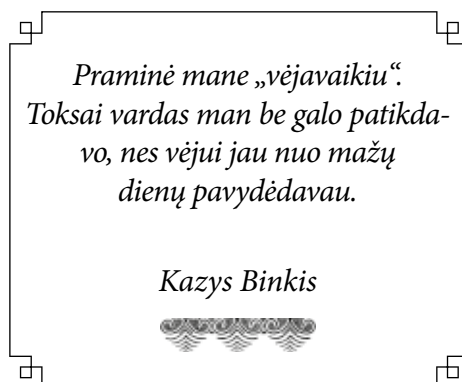 Praminė mane „vėjavaikiu“.
Toksai vardas man be galo patikda-
vo, nes vėjui jau nuo mažų
dienų pavydėdavau.
Kazys Binkis